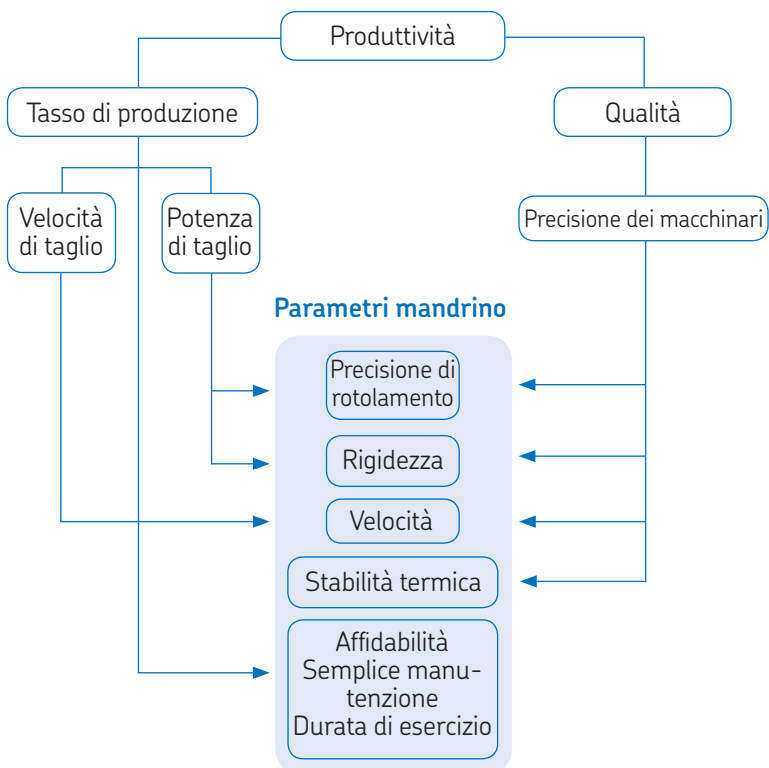 Produttività
Tasso di produzione
Qualità
Velocità
di taglio
Potenza
di taglio
Precisione dei macchinari
Parametri mandrino
Precisione di
rotolamento
Rigidezza
Velocità
Stabilità termica
Affidabilità
Semplice manu-
tenzione
Durata di esercizio